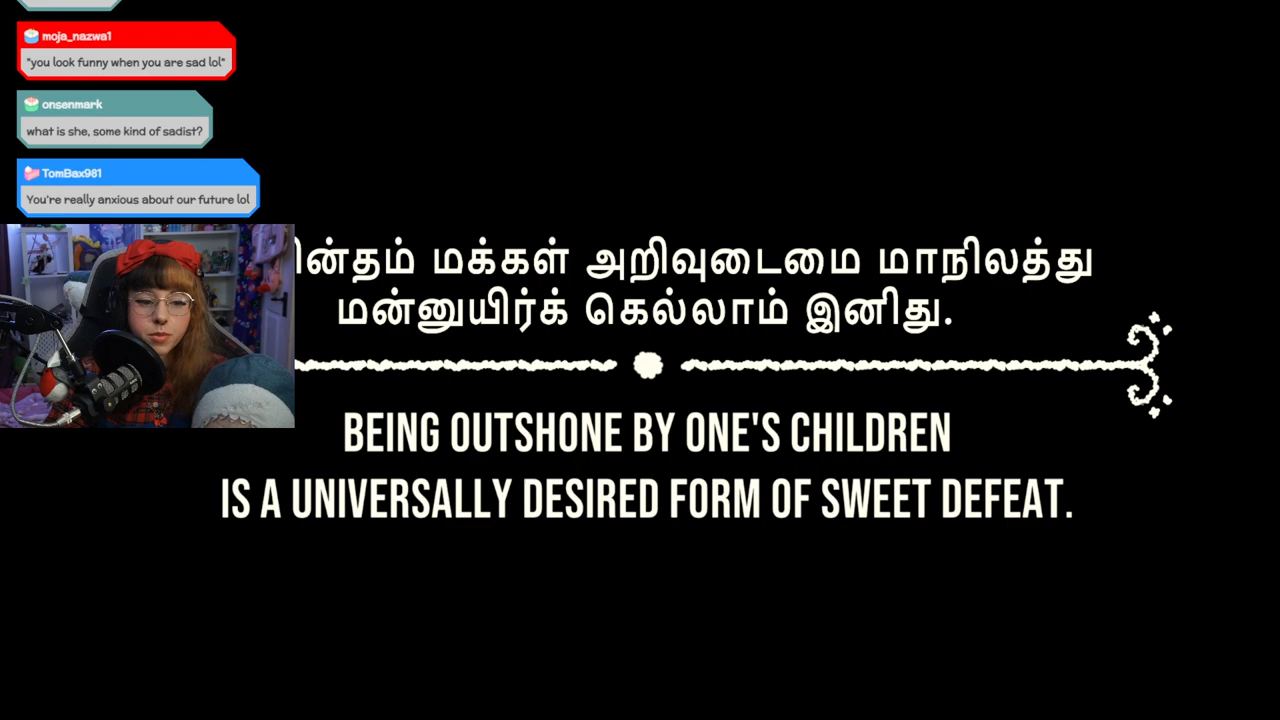 moja_nazwa1
"you look funny when you are sad lol"
onsenmark
what is she, some kind of sadist?
TomBax981
You're really anxious about our future lol
மக்கள் அறிவுடைமை மாநிலத்து
மன்னுயிர்க் கெல்லாம் இனிது.
BEING OUTSHONE BY ONE'S CHILDREN
IS A UNIVERSALLY DESIRED FORM OF SWEET DEFEAT.